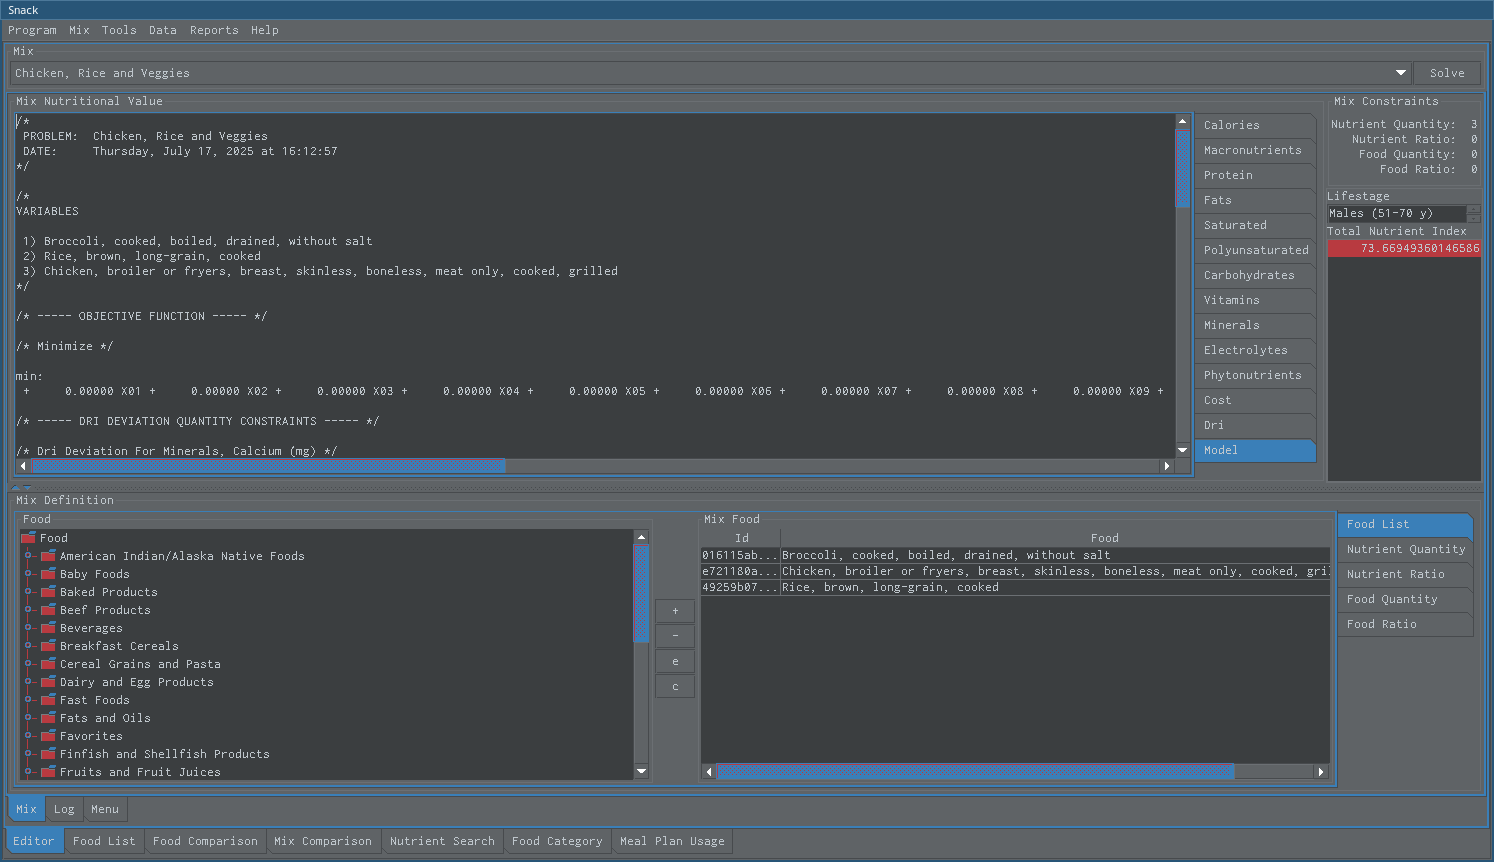 Snack
Program Mix Tools Data Reports Help
Mix
Chicken, Rice and Veggies
Solve
Mix Nutritional Value
/*
PROBLEM: Chicken, Rice and Veggies
DATE: Thursday, July 17, 2025 at 16:12:57
*/
/*
VARIABLES
1) Broccoli, cooked, boiled, drained, without salt
2) Rice, brown, long-grain, cooked
3) Chicken, broiler or fryers, breast, skinless, boneless, meat only, cooked, grilled
*/
/* ----- OBJECTIVE FUNCTION ----- */
/* Minimize */
min:
+ 0.00000 X01 + 0.00000 X02 + 0.00000 X03 + 0.00000 X04 + 0.00000 X05 + 0.00000 X06 + 0.00000 X07 + 0.00000 X08 + 0.00000 X09 +
/* ----- DRI DEVIATION QUANTITY CONSTRAINTS ----- */
/* Dri Deviation For Minerals, Calcium (mg) */
Calories
Macronutrients
Protein
Fats
Saturated
Polyunsaturated
Carbohydrates
Vitamins
Minerals
Electrolytes
Phytonutrients
Cost
Dri
Model
Mix Constraints
Nutrient Quantity: 3
Nutrient Ratio: 0
Food Quantity: 0
Food Ratio: 0
Lifestage
Males (51-70 y)
Total Nutrient Index
73.66949360146586
Mix Definition
Food
Food
American Indian/Alaska Native Foods
Baby Foods
Baked Products
Beef Products
Beverages
Breakfast Cereals
Cereal Grains and Pasta
Dairy and Egg Products
Fast Foods
Fats and Oils
Favorites
Finfish and Shellfish Products
Fruits and Fruit Juices
+
-
e
c
Mix Food
Id Food
016115ab... Broccoli, cooked, boiled, drained, without salt
e721180a... Chicken, broiler or fryers, breast, skinless, boneless, meat only, cooked, gril
49259b07... Rice, brown, long-grain, cooked
Food List
Nutrient Quantity
Nutrient Ratio
Food Quantity
Food Ratio
Mix Log Menu
Editor Food List Food Comparison Mix Comparison Nutrient Search Food Category Meal Plan Usage